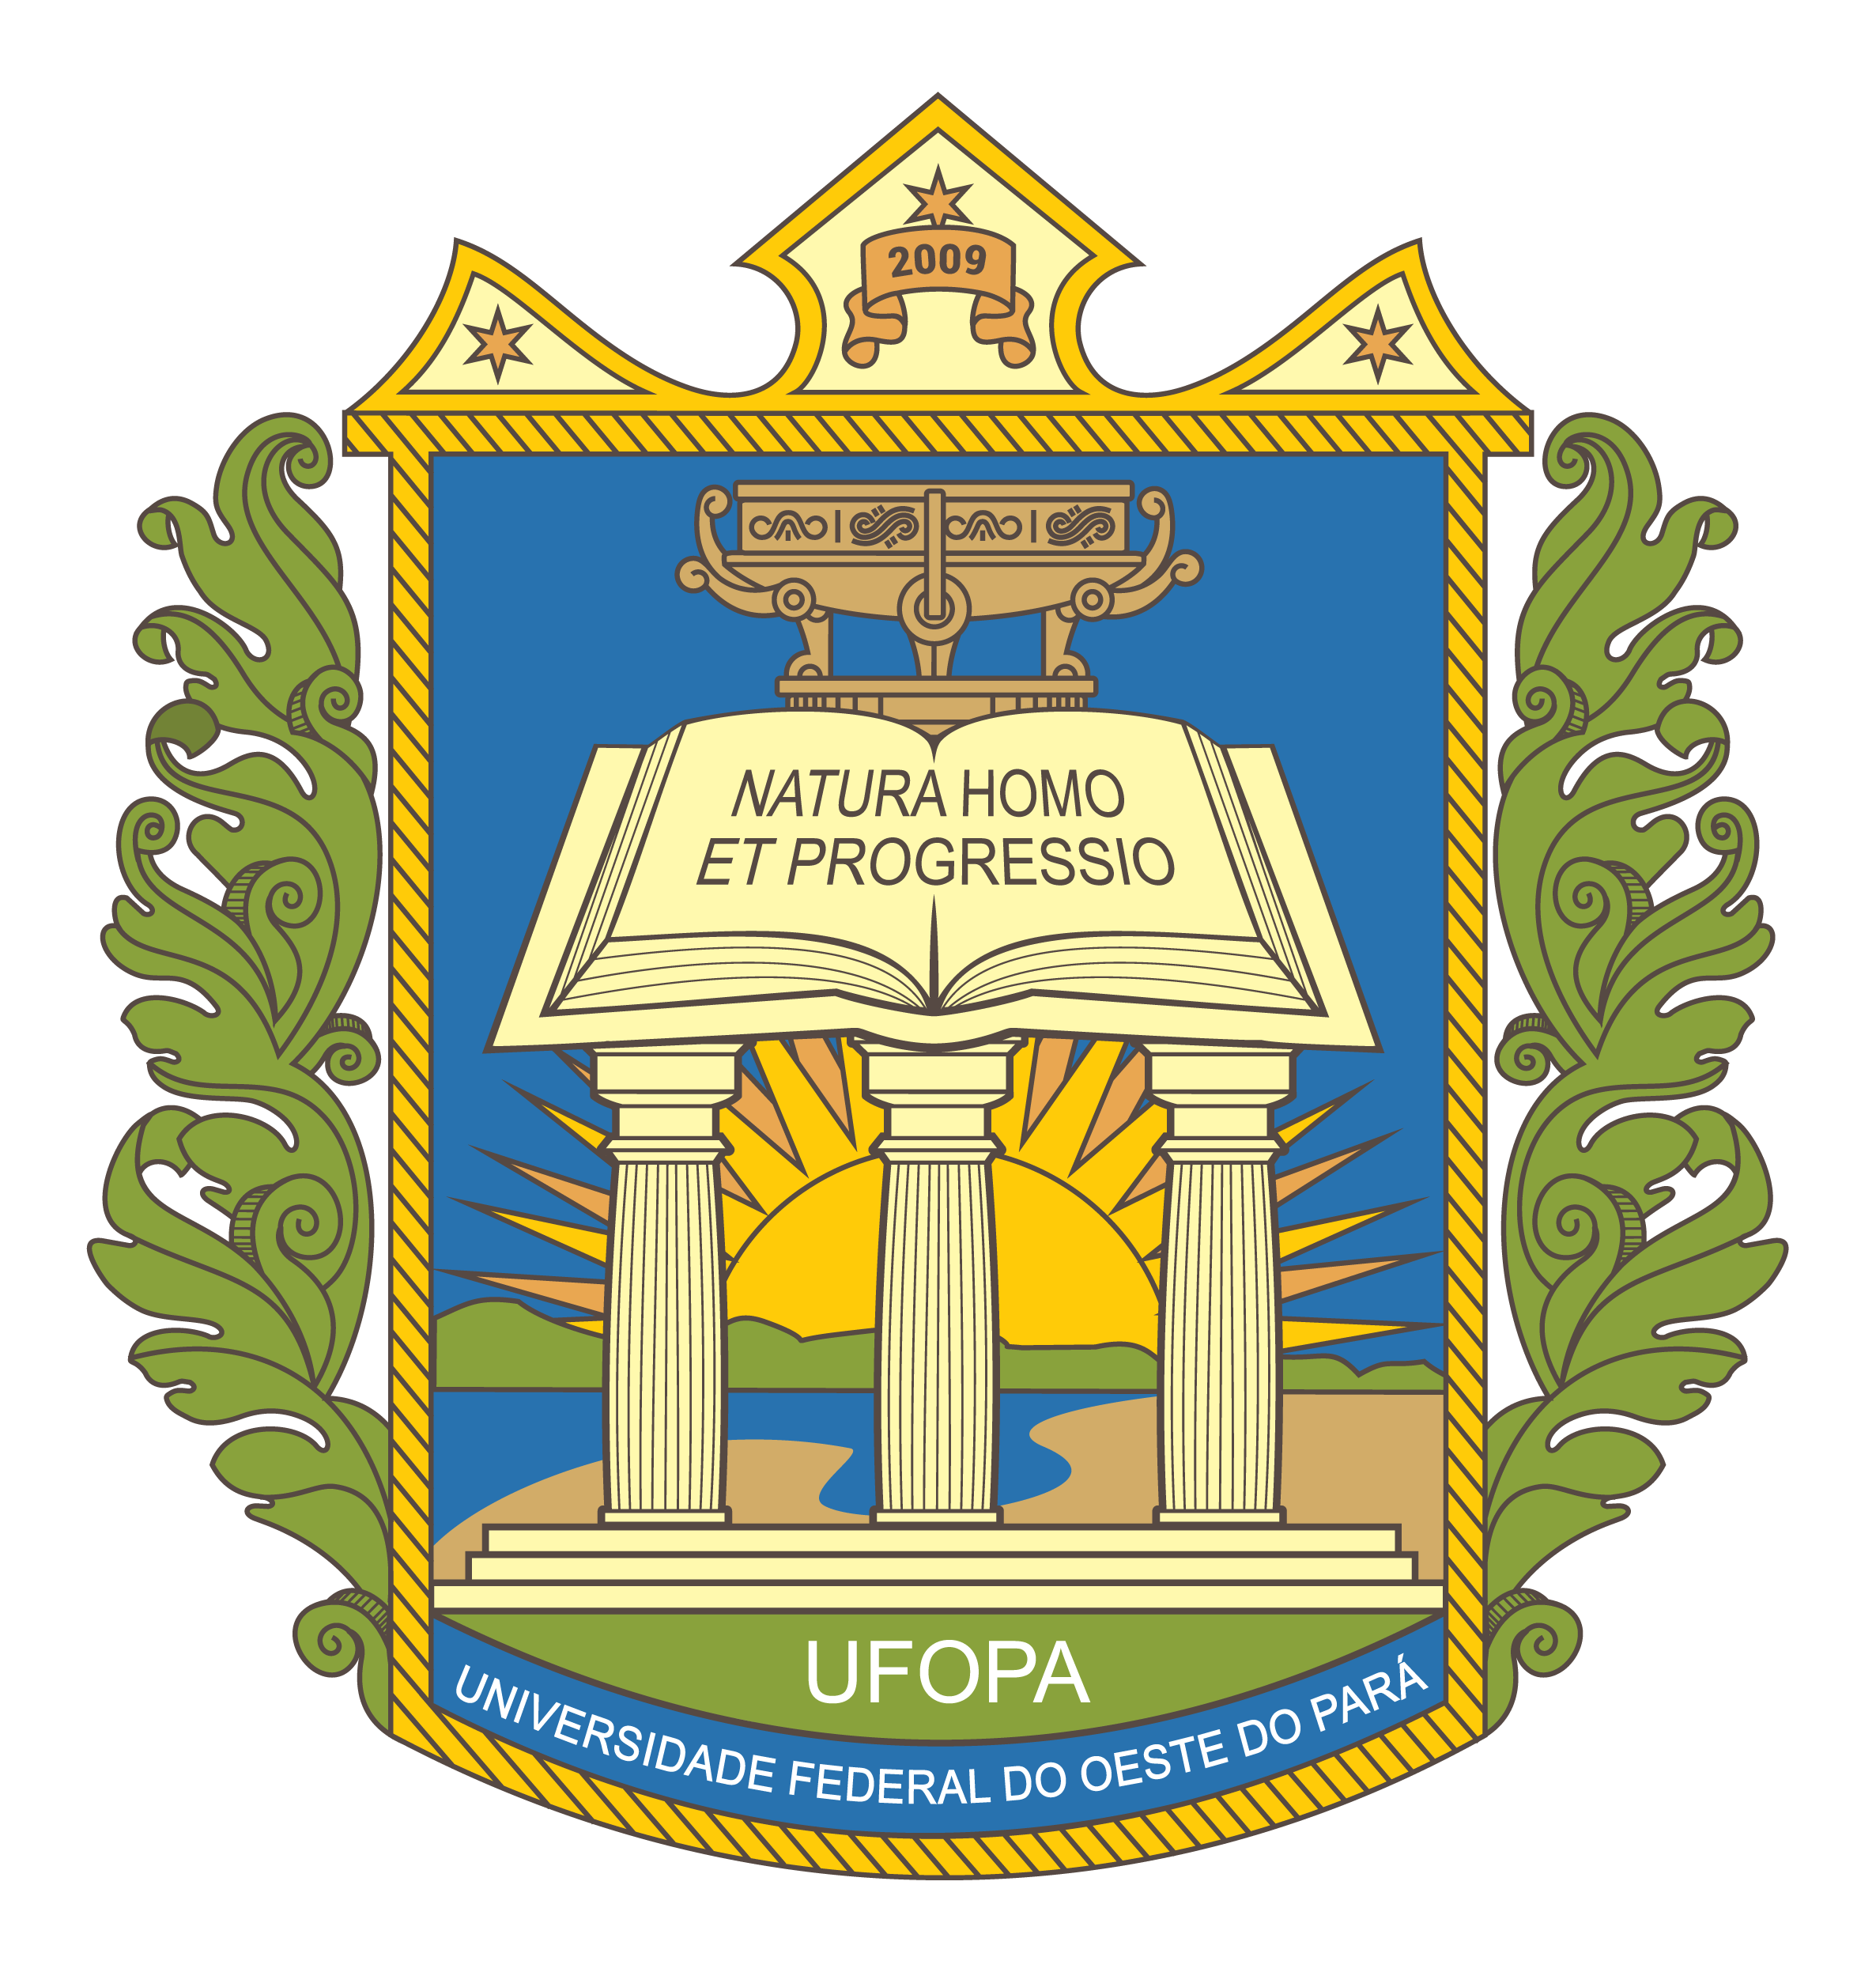 2009
NATURA HOMO
ET PROGRESSIO
UFOPA
UNIVERSIDADE FEDERAL DO OESTE DO PARÁ